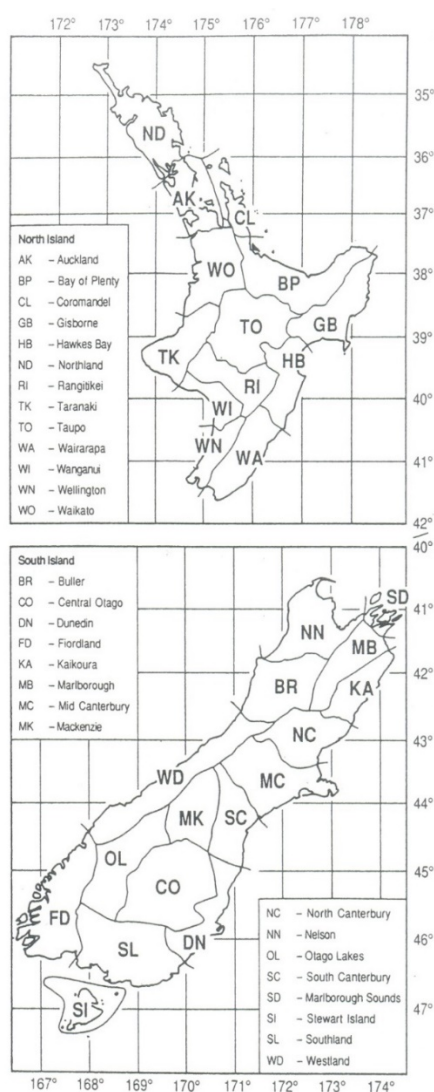 172° 173° 174° 175° 176° 177° 178°
35°
ND
36°
AK
CL
37°
North Island
AK – Auckland
BP – Bay of Plenty
CL – Coromandel
GB – Gisborne
HB – Hawkes Bay
ND – Northland
RI – Rangitikei
TK – Taranaki
TO – Taupo
WA – Wairarapa
WI – Wanganui
WN – Wellington
WO – Waikato
WO
BP
38°
TO
GB
39°
TK
HB
RI
40°
WI
WN
WA
41°
42°
40°
South Island
BR – Buller
CO – Central Otago
DN – Dunedin
FD – Fiordland
KA – Kaikoura
MB – Marlborough
MC – Mid Canterbury
MK – Mackenzie
SD
41°
NN
MB
42°
BR
KA
NC
43°
WD
MC
44°
MK
SC
OL
45°
CO
FD
SL
DN
46°
SI
47°
NC – North Canterbury
NN – Nelson
OL – Otago Lakes
SC – South Canterbury
SD – Marlborough Sounds
SI – Stewart Island
SL – Southland
WD – Westland
167° 168° 169° 170° 171° 172° 173° 174°